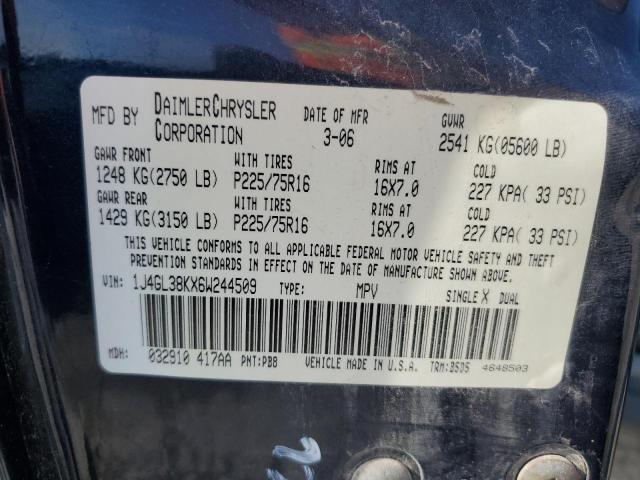 MFD BY DAIMLERCHRYSLER CORPORATION DATE OF MFR 3-06 GVWR 2541 KG(05600 LB)
GAWR FRONT WITH TIRES RIMS AT COLD
1248 KG(2750 LB) P225/75R16 16X7.0 227 KPA( 33 PSI)
GAWR REAR WITH TIRES RIMS AT COLD
1429 KG(3150 LB) P225/75R16 16X7.0 227 KPA( 33 PSI)
THIS VEHICLE CONFORMS TO ALL APPLICABLE FEDERAL MOTOR VEHICLE SAFETY AND THEFT
PREVENTION STANDARDS IN EFFECT ON THE DATE OF MANUFACTURE SHOWN ABOVE.
VIN: 1J4GL38KX6W244509 TYPE: MPV SINGLE X DUAL
MDH: 032910 417AA PNT:PB8 VEHICLE MADE IN U.S.A. TRM:B5D5 4648503